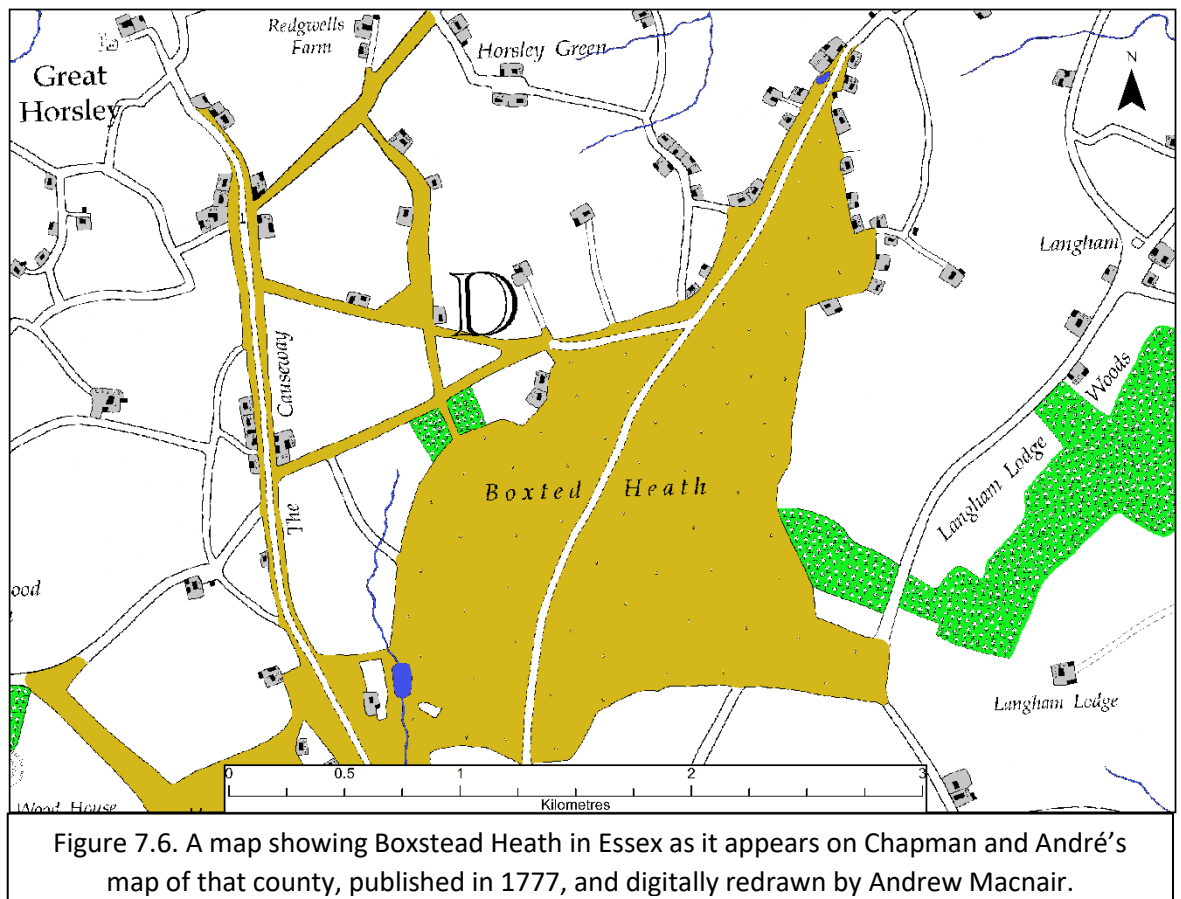 Redgwells
Farm
Horsley Green
N
Great
Horsley
Langham
D
Causeway
The
Woods
Langham Lodge
Boxted Heath
ood
Langham Lodge
Wood House
0 0.5 1 2 3
Kilometres
Figure 7.6. A map showing Boxstead Heath in Essex as it appears on Chapman and André’s
map of that county, published in 1777, and digitally redrawn by Andrew Macnair.